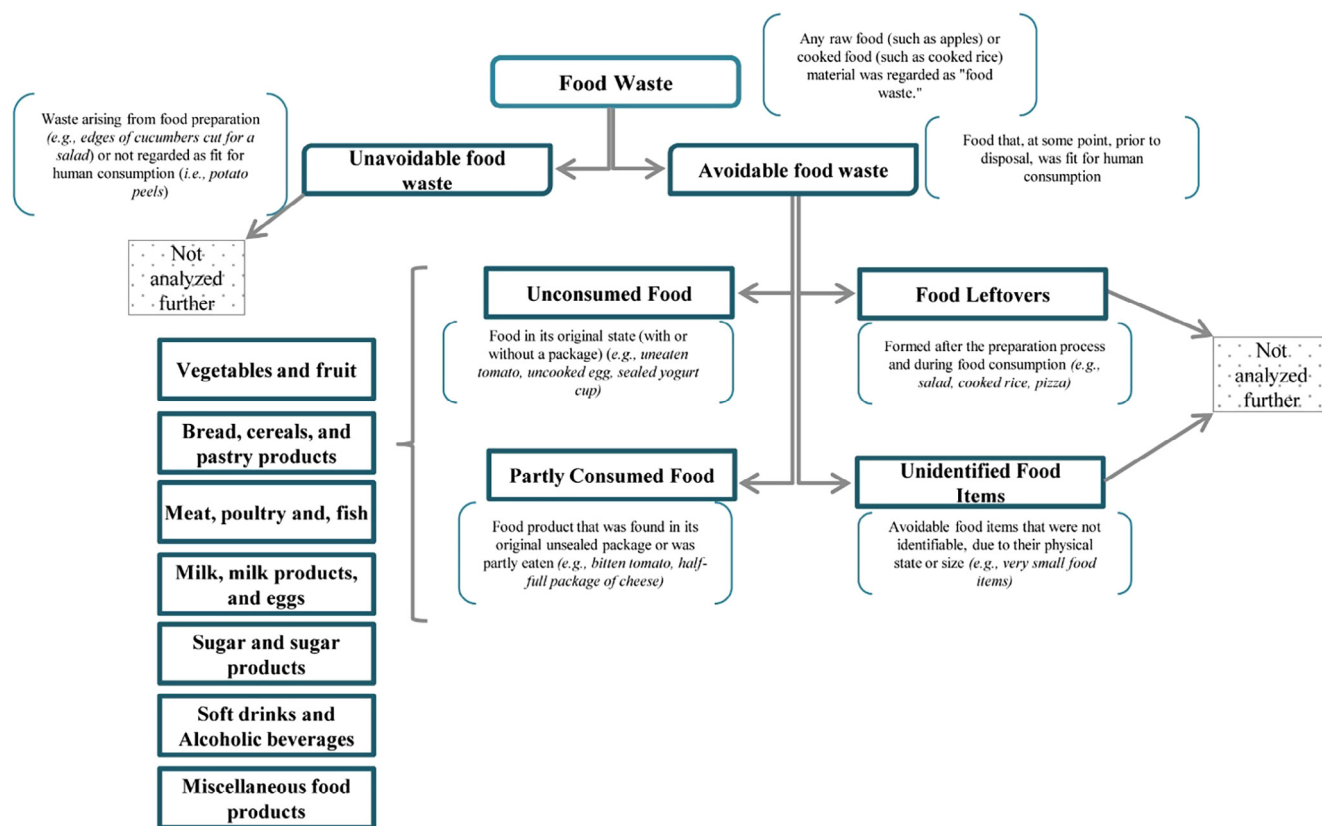 Food Waste
Any raw food (such as apples) or
cooked food (such as cooked rice)
material was regarded as "food
waste."
Waste arising from food preparation
(e.g., edges of cucumbers cut for a
salad) or not regarded as fit for
human consumption (i.e., potato
peels)
Unavoidable food
waste
Avoidable food waste
Food that, at some point, prior to
disposal, was fit for human
consumption
Not
analyzed
further
Unconsumed Food
Food in its original state (with or
without a package) (e.g., uneaten
tomato, uncooked egg, sealed yogurt
cup)
Food Leftovers
Formed after the preparation process
and during food consumption (e.g.,
salad, cooked rice, pizza)
Not
analyzed
further
Partly Consumed Food
Food product that was found in its
original unsealed package or was
partly eaten (e.g., bitten tomato, half-
full package of cheese)
Unidentified Food
Items
Avoidable food items that were not
identifiable, due to their physical
state or size (e.g., very small food
items)
Vegetables and fruit
Bread, cereals, and
pastry products
Meat, poultry and, fish
Milk, milk products,
and eggs
Sugar and sugar
products
Soft drinks and
Alcoholic beverages
Miscellaneous food
products